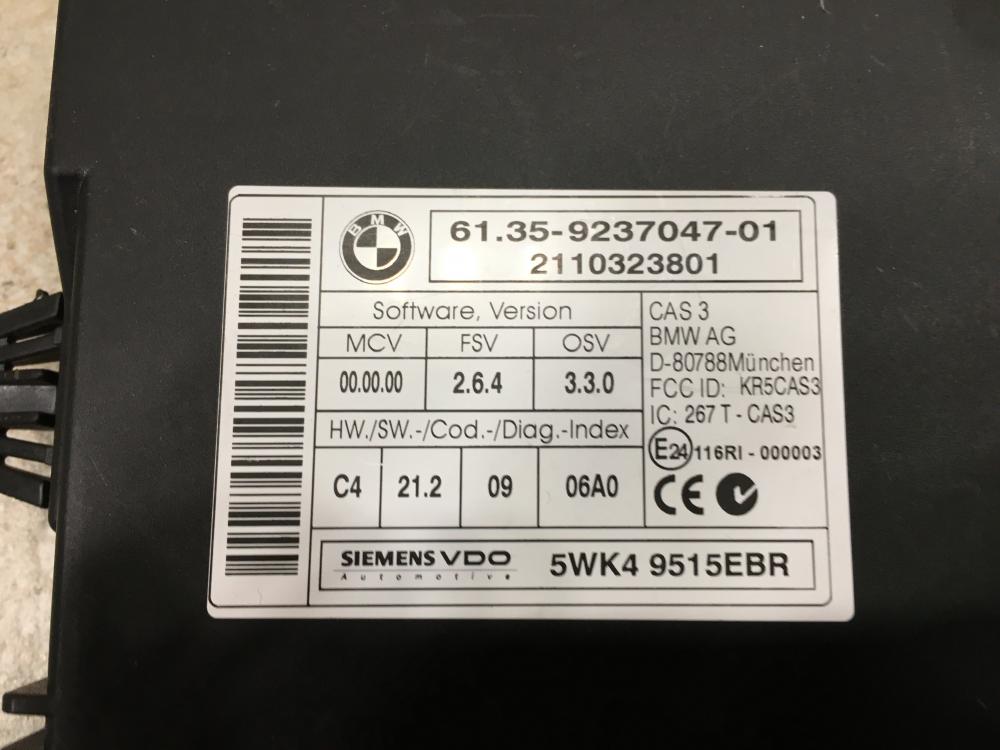 BMW
61.35-9237047-01
2110323801
Software, Version
MCV FSV OSV
00.00.00 2.6.4 3.3.0
HW./SW.-/Cod.-/Diag.-Index
C4 21.2 09 06A0
CAS 3
BMW AG
D-80788München
FCC ID: KR5CAS3
IC: 267 T - CAS3
E24 116RI - 000003
CE
SIEMENS VDO
Automotive
5WK4 9515EBR